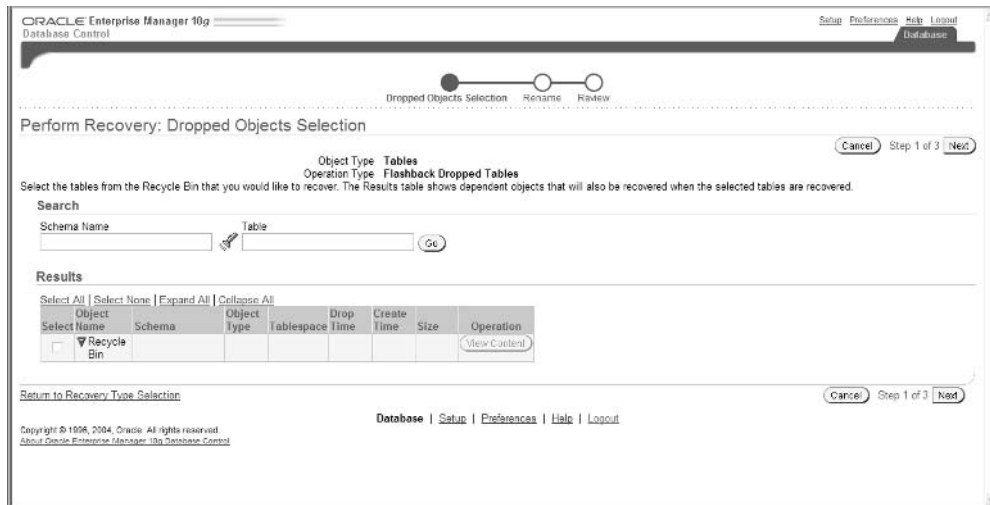 ORACLE Enterprise Manager 10g
Database Control
Setup Preferences Help Logout
Database
Dropped Objects Selection Rename Review
Perform Recovery: Dropped Objects Selection
Cancel Step 1 of 3 Next
Object Type Tables
Operation Type Flashback Dropped Tables
Select the tables from the Recycle Bin that you would like to recover. The Results table shows dependent objects that will also be recovered when the selected tables are recovered.
Search
Schema Name Table
Go
Results
Select All | Select None | Expand All | Collapse All
Select Object Name Schema Object Type Tablespace Drop Time Create Time Size Operation
Recycle Bin View Content
Return to Recovery Type Selection
Cancel Step 1 of 3 Next
Database | Setup | Preferences | Help | Logout
Copyright © 1996, 2004, Oracle. All rights reserved.
About Oracle Enterprise Manager 10g Database Control